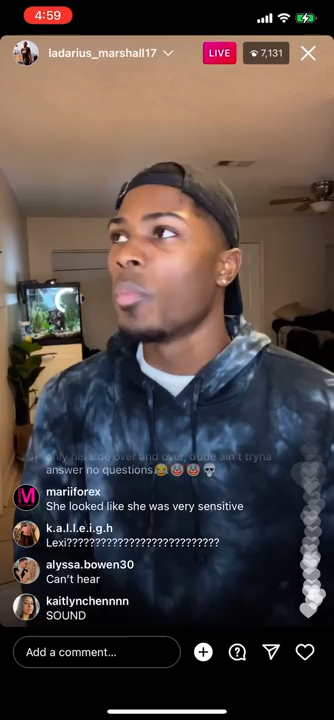 4:59
ladarius_marshall17
LIVE
7,131
only his side over and over, dude ain't tryna
answer no questions😂🤡🤡💀
mariiforex
She looked like she was very sensitive
k.a.l.l.e.i.g.h
Lexi???????????????????????????
alyssa.bowen30
Can't hear
kaitlynchennnn
SOUND
Add a comment...